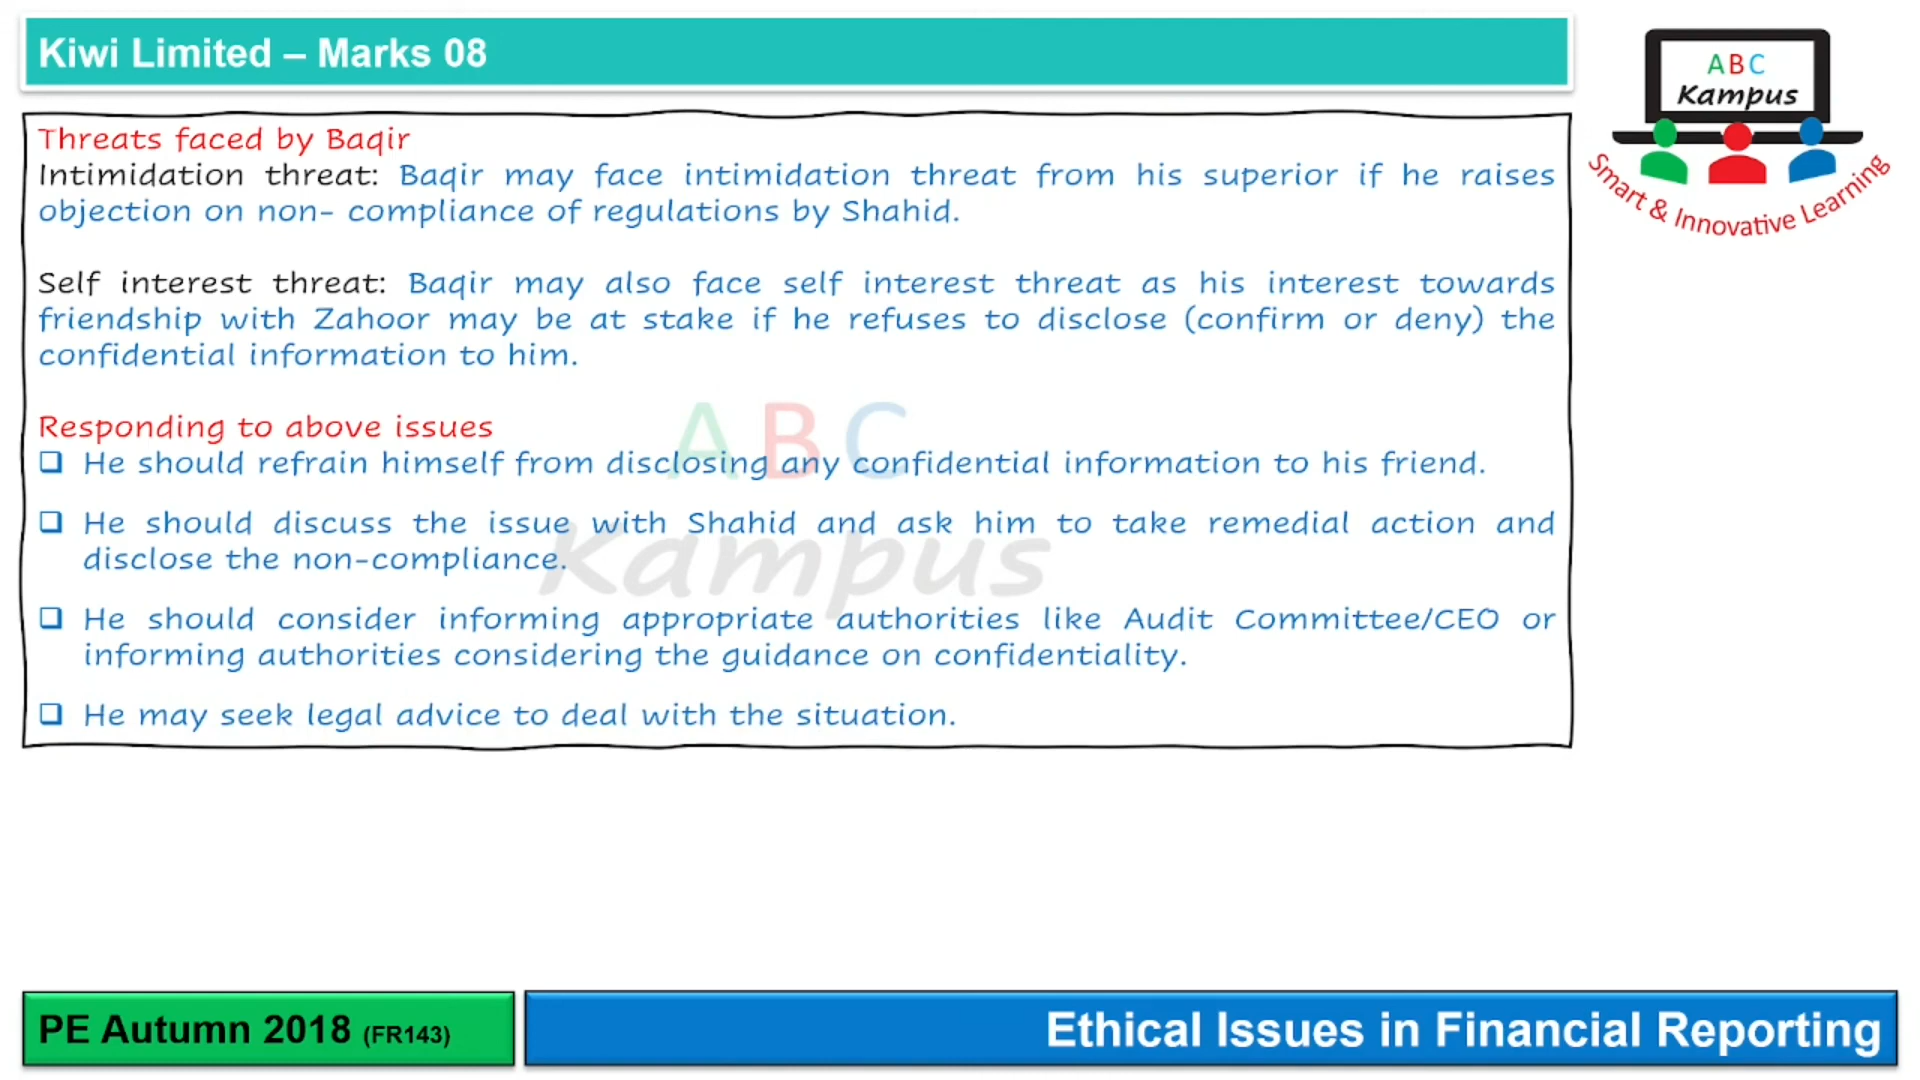 Kiwi Limited – Marks 08
ABC
Kampus
Smart & Innovative Learning
Threats faced by Baqir
Intimidation threat: Baqir may face intimidation threat from his superior if he raises
objection on non- compliance of regulations by Shahid.
Self interest threat: Baqir may also face self interest threat as his interest towards
friendship with Zahoor may be at stake if he refuses to disclose (confirm or deny) the
confidential information to him.
Responding to above issues
He should refrain himself from disclosing any confidential information to his friend.
He should discuss the issue with Shahid and ask him to take remedial action and
disclose the non-compliance.
He should consider informing appropriate authorities like Audit Committee/CEO or
informing authorities considering the guidance on confidentiality.
He may seek legal advice to deal with the situation.
ABC
Kampus
PE Autumn 2018 (FR143)
Ethical Issues in Financial Reporting